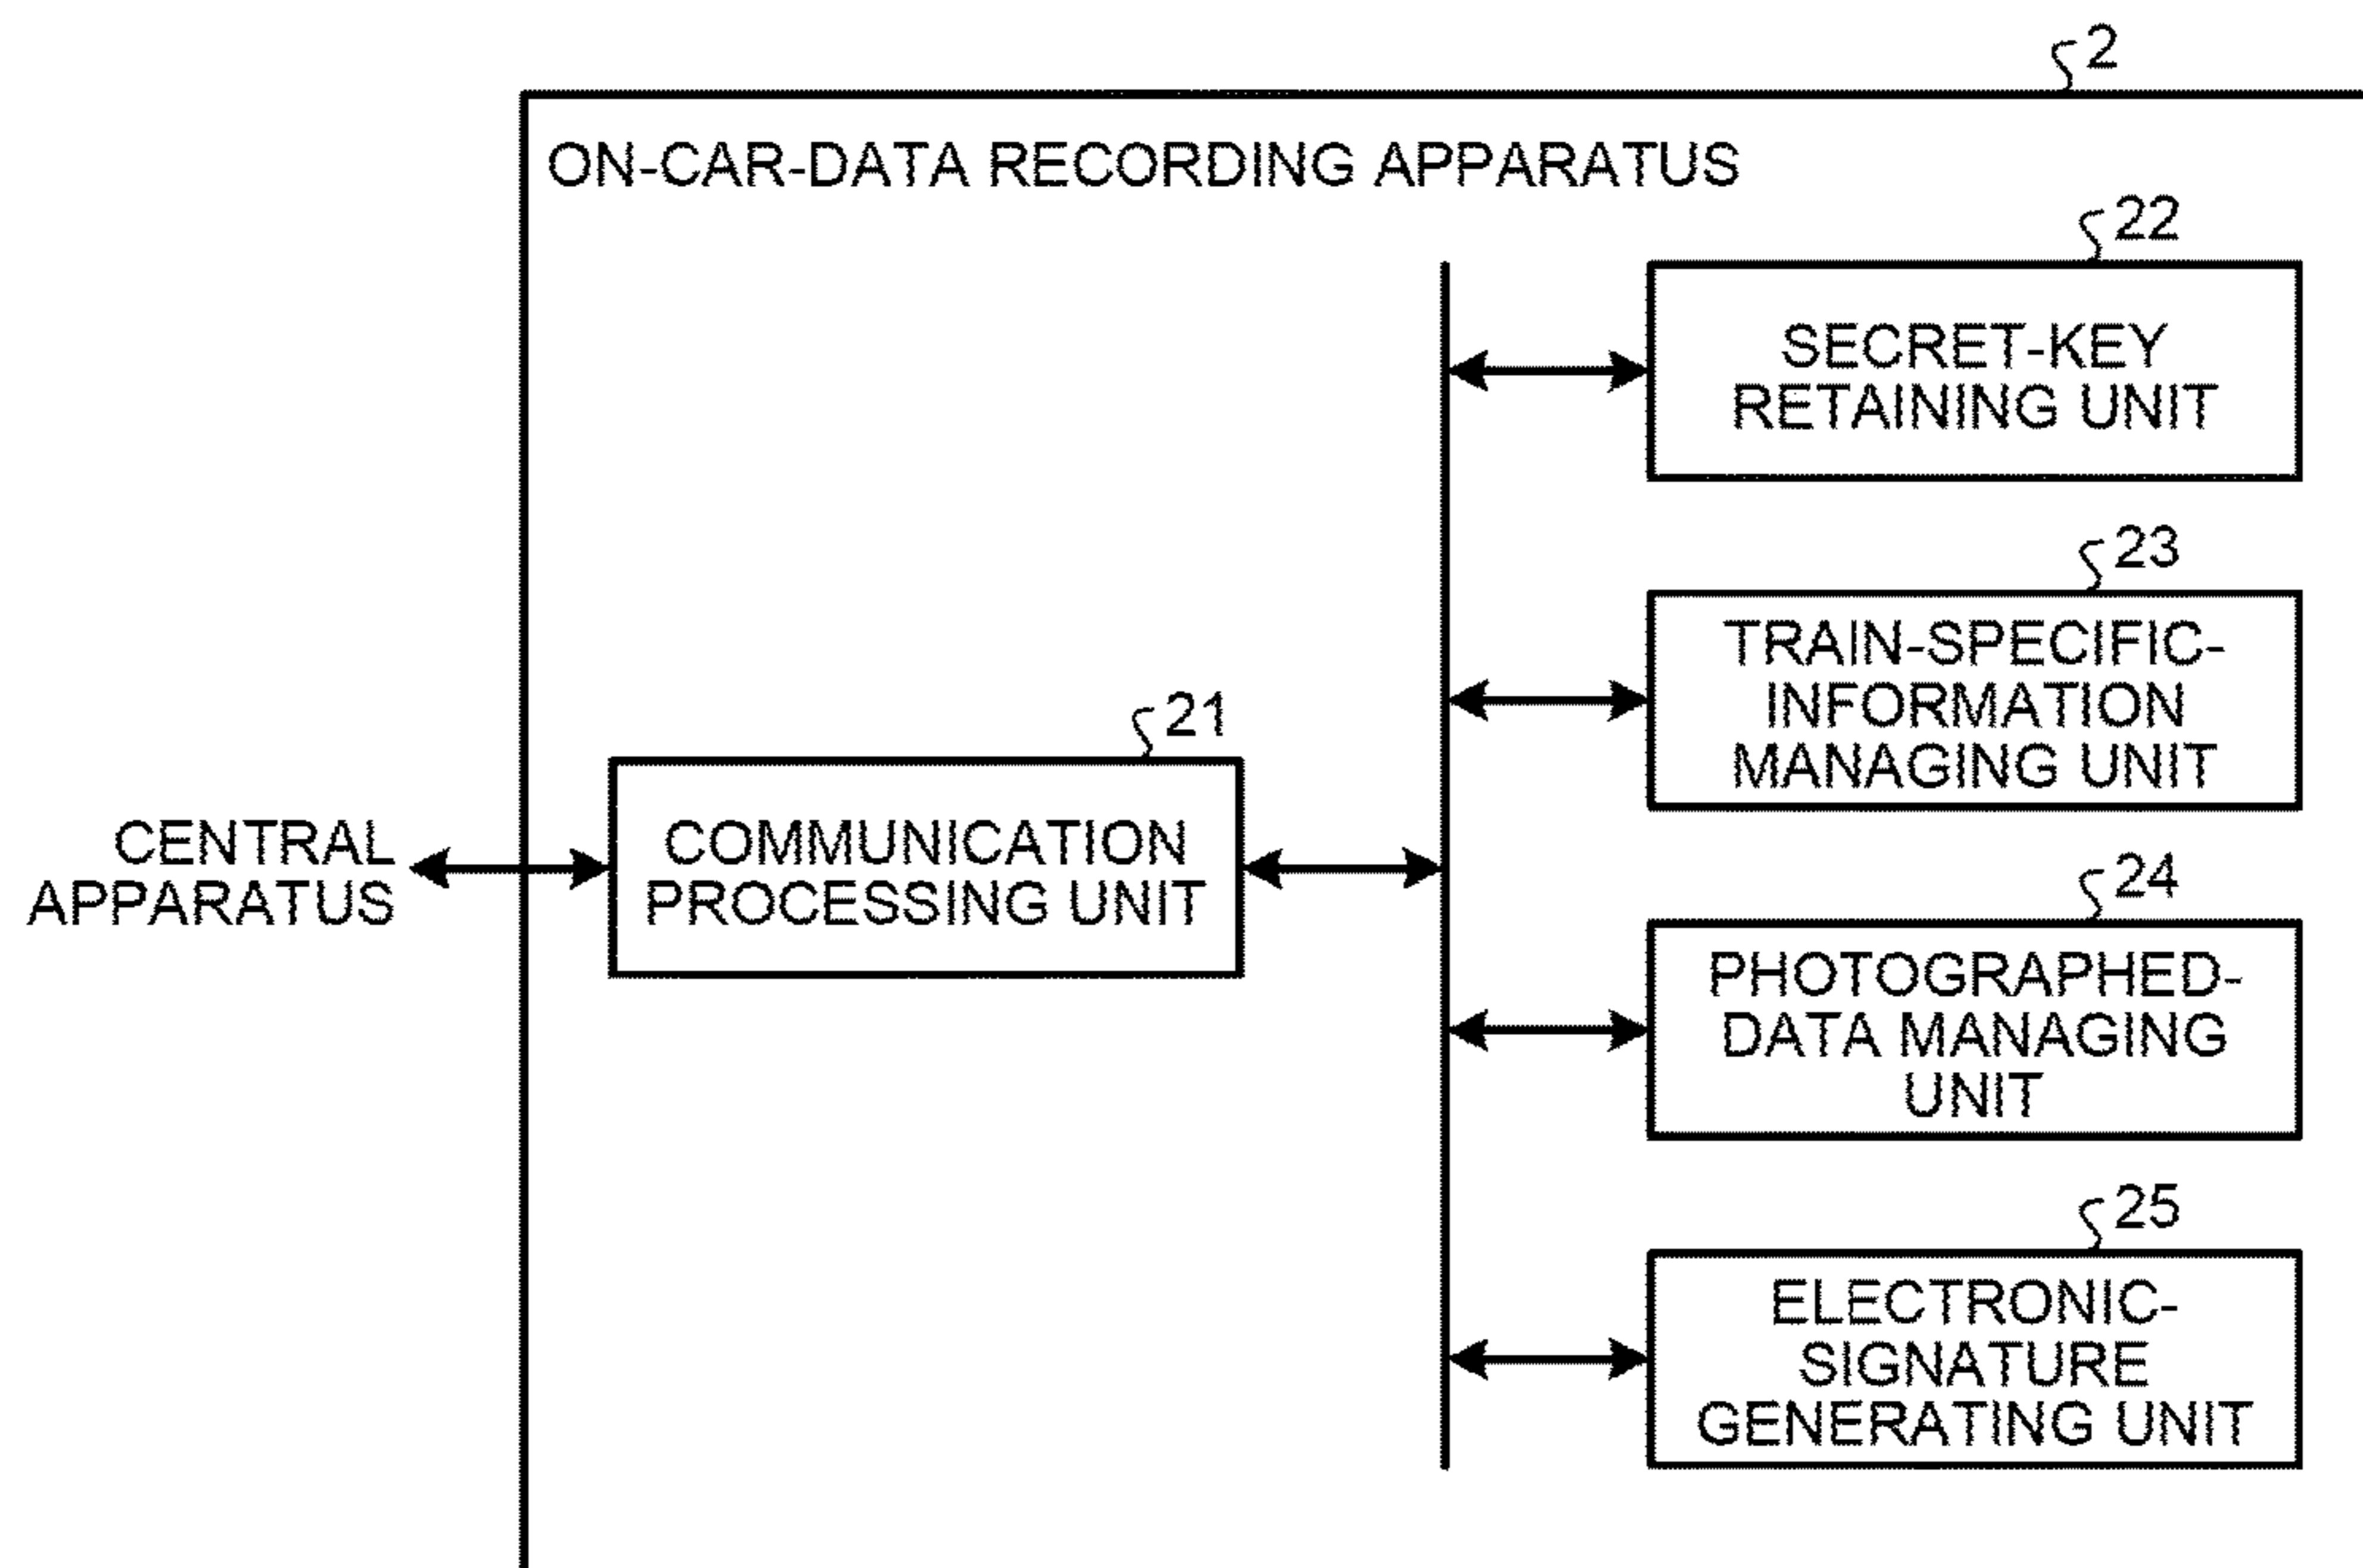 2
ON-CAR-DATA RECORDING APPARATUS
22
SECRET-KEY
RETAINING UNIT
23
TRAIN-SPECIFIC-
INFORMATION
MANAGING UNIT
21
COMMUNICATION
PROCESSING UNIT
CENTRAL
APPARATUS
24
PHOTOGRAPHED-
DATA MANAGING
UNIT
25
ELECTRONIC-
SIGNATURE
GENERATING UNIT